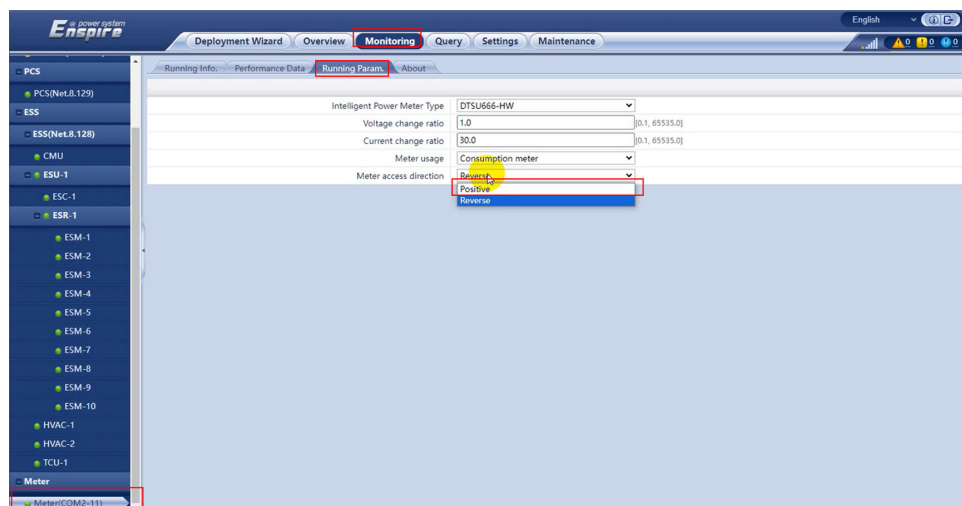 @ power system
Enspire
English
Deployment Wizard Overview Monitoring Query Settings Maintenance
0 0 0
PCS
PCS(Net.8.129)
ESS
ESS(Net.8.128)
CMU
ESU-1
ESC-1
ESR-1
ESM-1
ESM-2
ESM-3
ESM-4
ESM-5
ESM-6
ESM-7
ESM-8
ESM-9
ESM-10
HVAC-1
HVAC-2
TCU-1
Meter
Meter(COM2-11)
Running Info. Performance Data Running Param. About
Intelligent Power Meter Type DTSU666-HW
Voltage change ratio 1.0 [0.1, 65535.0]
Current change ratio 30.0 [0.1, 65535.0]
Meter usage Consumption meter
Meter access direction Reverse
Positive
Reverse